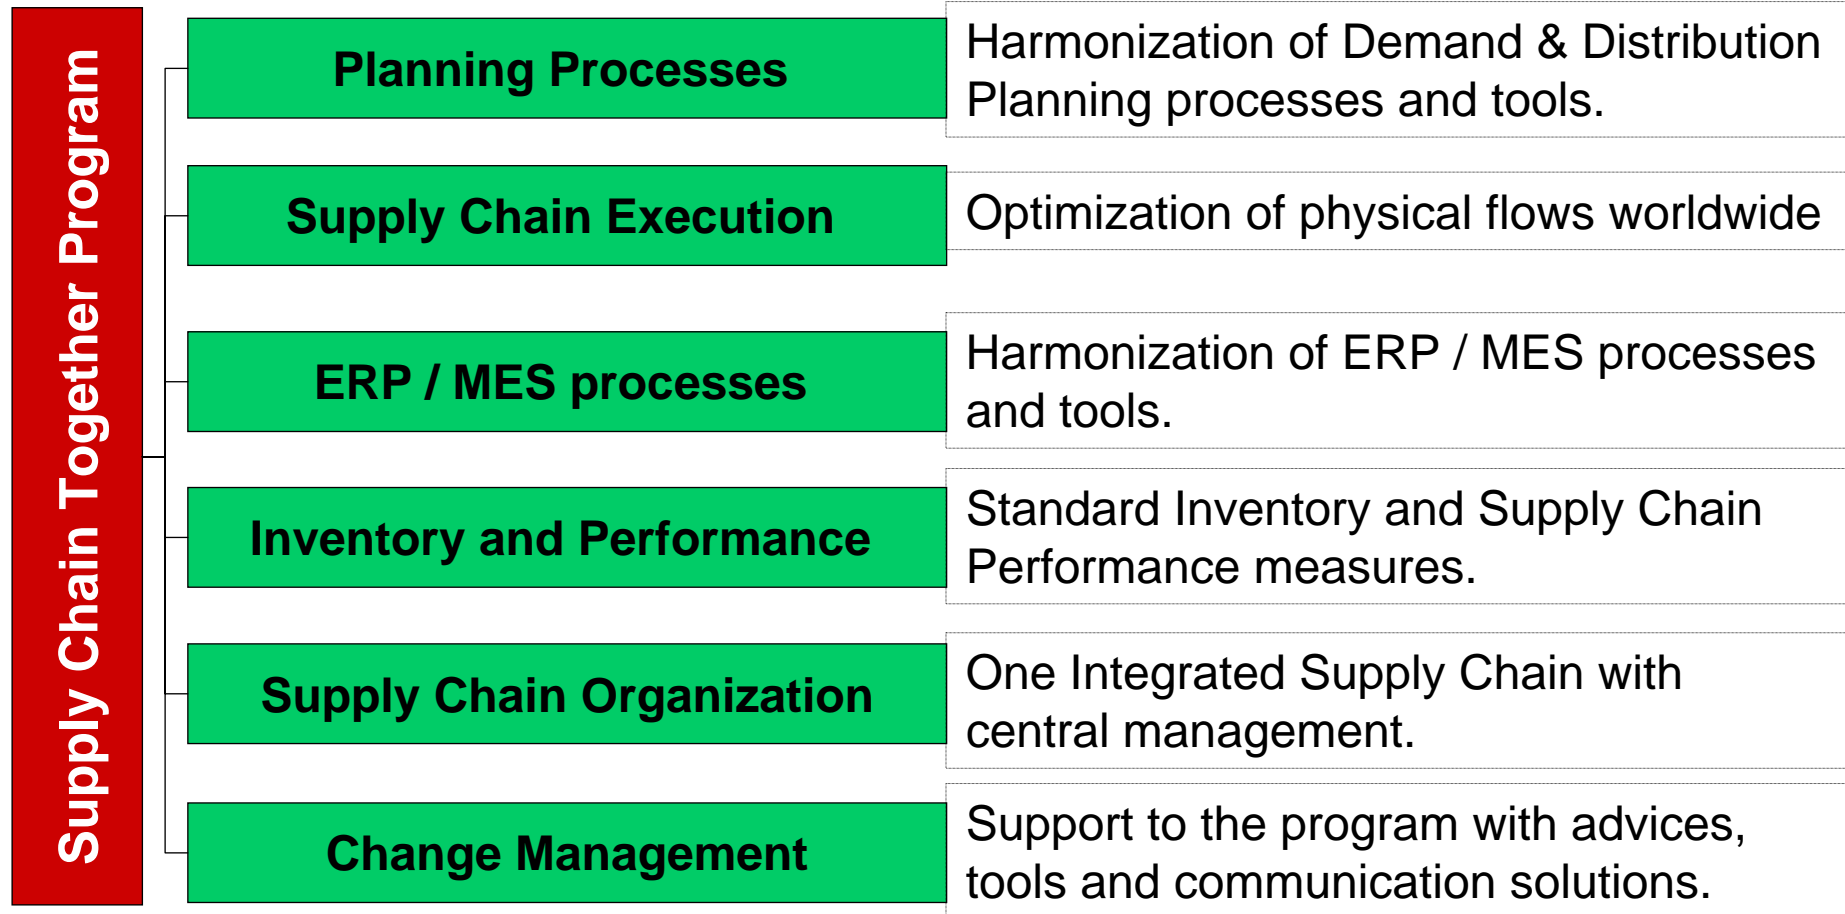 Supply Chain Together Program
Planning Processes
Harmonization of Demand & Distribution
Planning processes and tools.
Supply Chain Execution
Optimization of physical flows worldwide
ERP / MES processes
Harmonization of ERP / MES processes
and tools.
Inventory and Performance
Standard Inventory and Supply Chain
Performance measures.
Supply Chain Organization
One Integrated Supply Chain with
central management.
Change Management
Support to the program with advices,
tools and communication solutions.